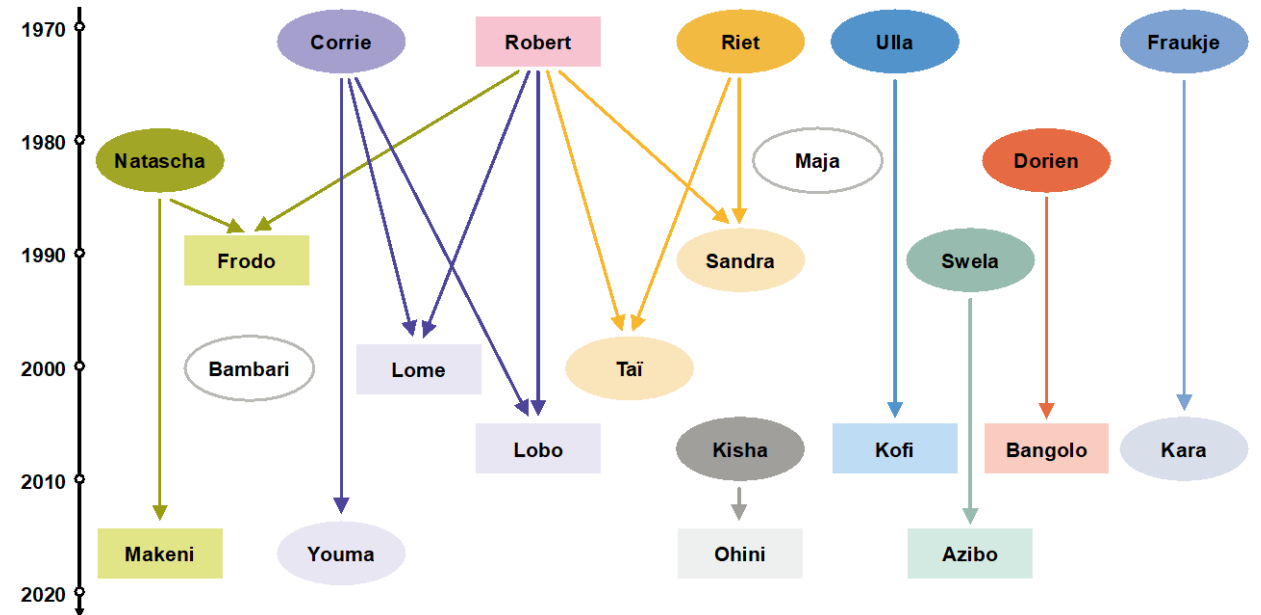 1970
Corrie
Robert
Riet
Ulla
Fraukje
1980
Natascha
Maja
Dorien
1990
Frodo
Sandra
Swela
2000
Bambari
Lome
Taï
Lobo
Kisha
Kofi
Bangolo
Kara
2010
Makeni
Youma
Ohini
Azibo
2020